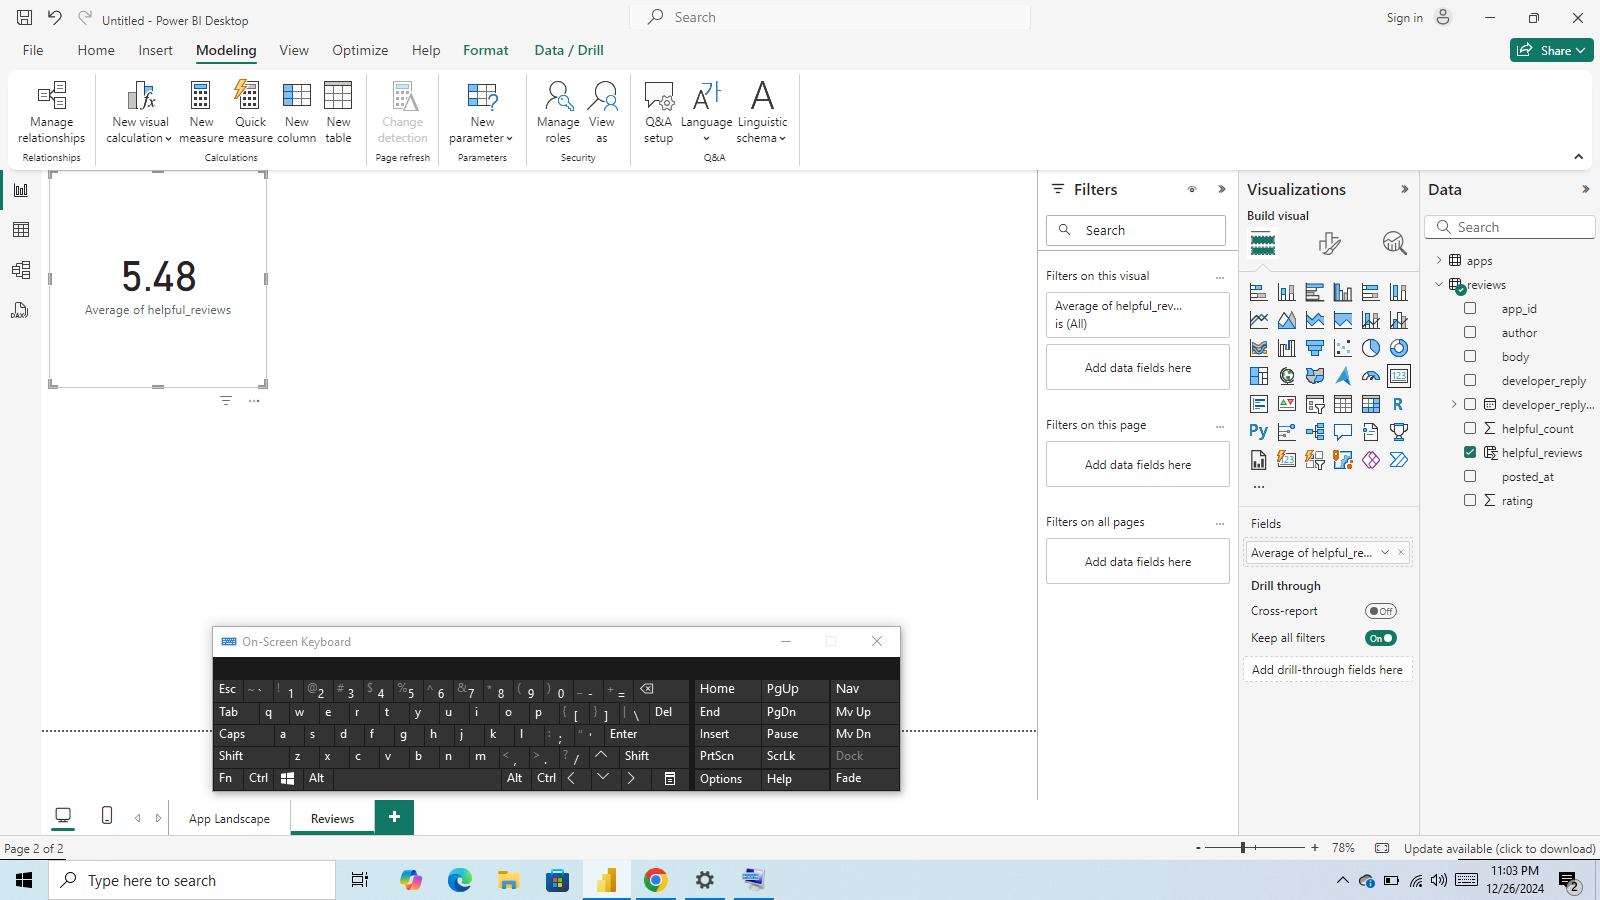 Untitled - Power BI Desktop
Search
Sign in
File
Home
Insert
Modeling
View
Optimize
Help
Format
Data / Drill
Share
Manage relationships
New visual calculation
New measure
Quick measure
New column
New table
Change detection
New parameter
Manage roles
View as
Q&A setup
Language
Linguistic schema
Relationships
Calculations
Page refresh
Parameters
Security
Q&A
5.48
Average of helpful_reviews
Filters
Search
Filters on this visual
Average of helpful_rev...
is (All)
Add data fields here
Filters on this page
Add data fields here
Filters on all pages
Add data fields here
Visualizations
Build visual
123
R
Py
Fields
Average of helpful_re...
Drill through
Cross-report
Off
Keep all filters
On
Add drill-through fields here
Data
Search
apps
reviews
app_id
author
body
developer_reply
developer_reply...
helpful_count
helpful_reviews
posted_at
rating
On-Screen Keyboard
Esc ~ ` ! 1 @ 2 # 3 $ 4 % 5 ^ 6 & 7 * 8 ( 9 ) 0 _ - + = Home PgUp Nav
Tab q w e r t y u i o p { [ } ] | \ Del End PgDn Mv Up
Caps a s d f g h j k l : ; " ' Enter Insert Pause Mv Dn
Shift z x c v b n m < , > . ? / Shift PrtScn ScrLk Dock
Fn Ctrl Alt Alt Ctrl Options Help Fade
App Landscape
Reviews
Page 2 of 2
- + 78%
Update available (click to download)
Type here to search
11:03 PM
12/26/2024
2